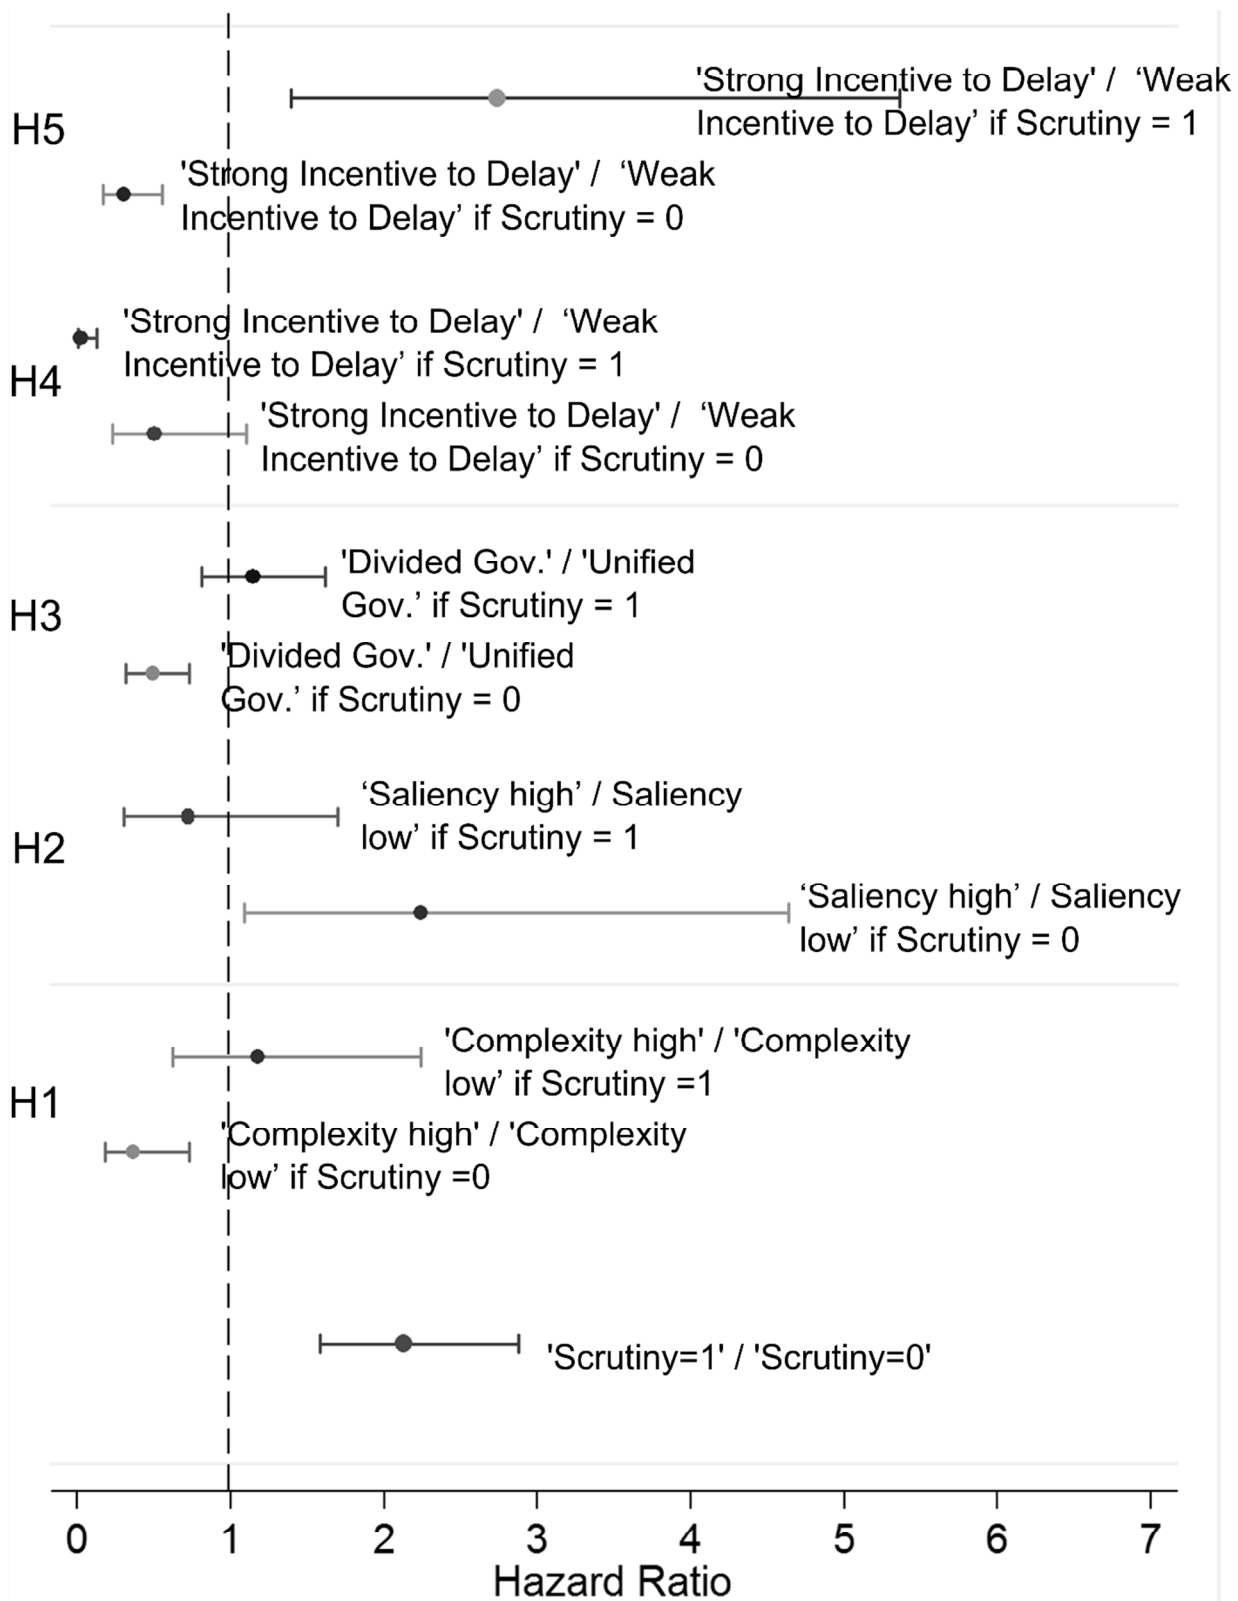 'Strong Incentive to Delay' / ‘Weak
Incentive to Delay’ if Scrutiny = 1
H5
'Strong Incentive to Delay' / ‘Weak
Incentive to Delay’ if Scrutiny = 0
'Strong Incentive to Delay' / ‘Weak
Incentive to Delay’ if Scrutiny = 1
H4
'Strong Incentive to Delay' / ‘Weak
Incentive to Delay’ if Scrutiny = 0
'Divided Gov.' / 'Unified
Gov.’ if Scrutiny = 1
H3
'Divided Gov.' / 'Unified
Gov.’ if Scrutiny = 0
‘Saliency high’ / Saliency
low’ if Scrutiny = 1
H2
‘Saliency high’ / Saliency
low’ if Scrutiny = 0
'Complexity high' / 'Complexity
low’ if Scrutiny =1
H1
'Complexity high' / 'Complexity
low’ if Scrutiny =0
'Scrutiny=1' / 'Scrutiny=0'
0 1 2 3 4 5 6 7
Hazard Ratio